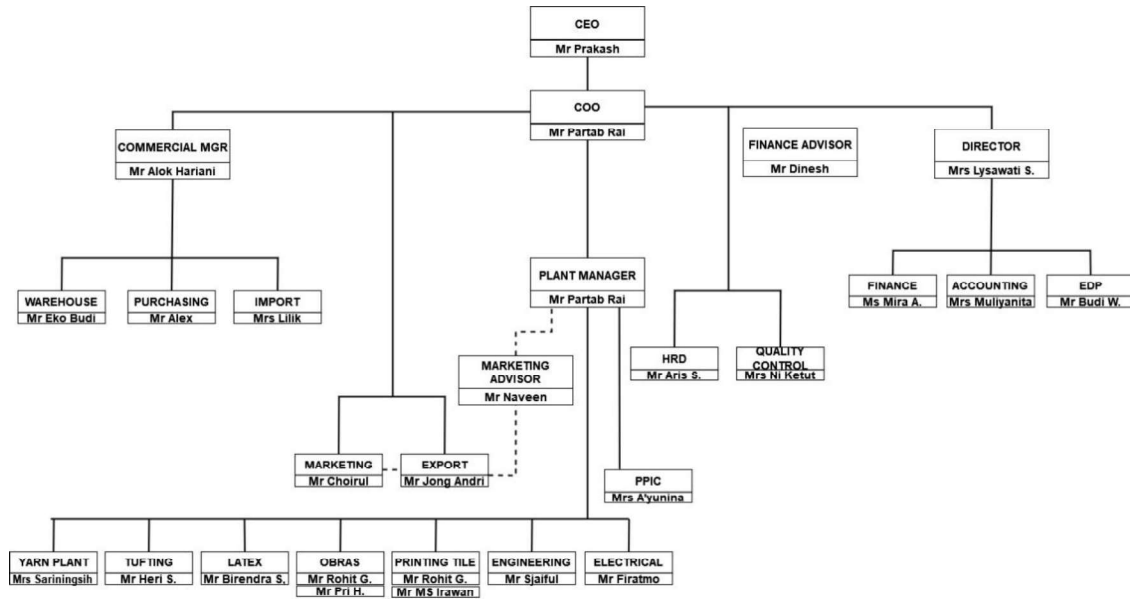 CEO
Mr Prakash
COO
Mr Partab Rai
COMMERCIAL MGR
Mr Alok Hariani
FINANCE ADVISOR
Mr Dinesh
DIRECTOR
Mrs Lysawati S.
PLANT MANAGER
Mr Partab Rai
WAREHOUSE
Mr Eko Budi
PURCHASING
Mr Alex
IMPORT
Mrs Lilik
FINANCE
Ms Mira A.
ACCOUNTING
Mrs Muliyanita
EDP
Mr Budi W.
MARKETING
ADVISOR
Mr Naveen
HRD
Mr Aris S.
QUALITY
CONTROL
Mrs Ni Ketut
MARKETING
Mr Choirul
EXPORT
Mr Jong Andri
PPIC
Mrs A'yunina
YARN PLANT
Mrs Sariningsih
TUFTING
Mr Heri S.
LATEX
Mr Birendra S.
OBRAS
Mr Rohit G.
Mr Pri H.
PRINTING TILE
Mr Rohit G.
Mr MS Irawan
ENGINEERING
Mr Sjaiful
ELECTRICAL
Mr Firatmo